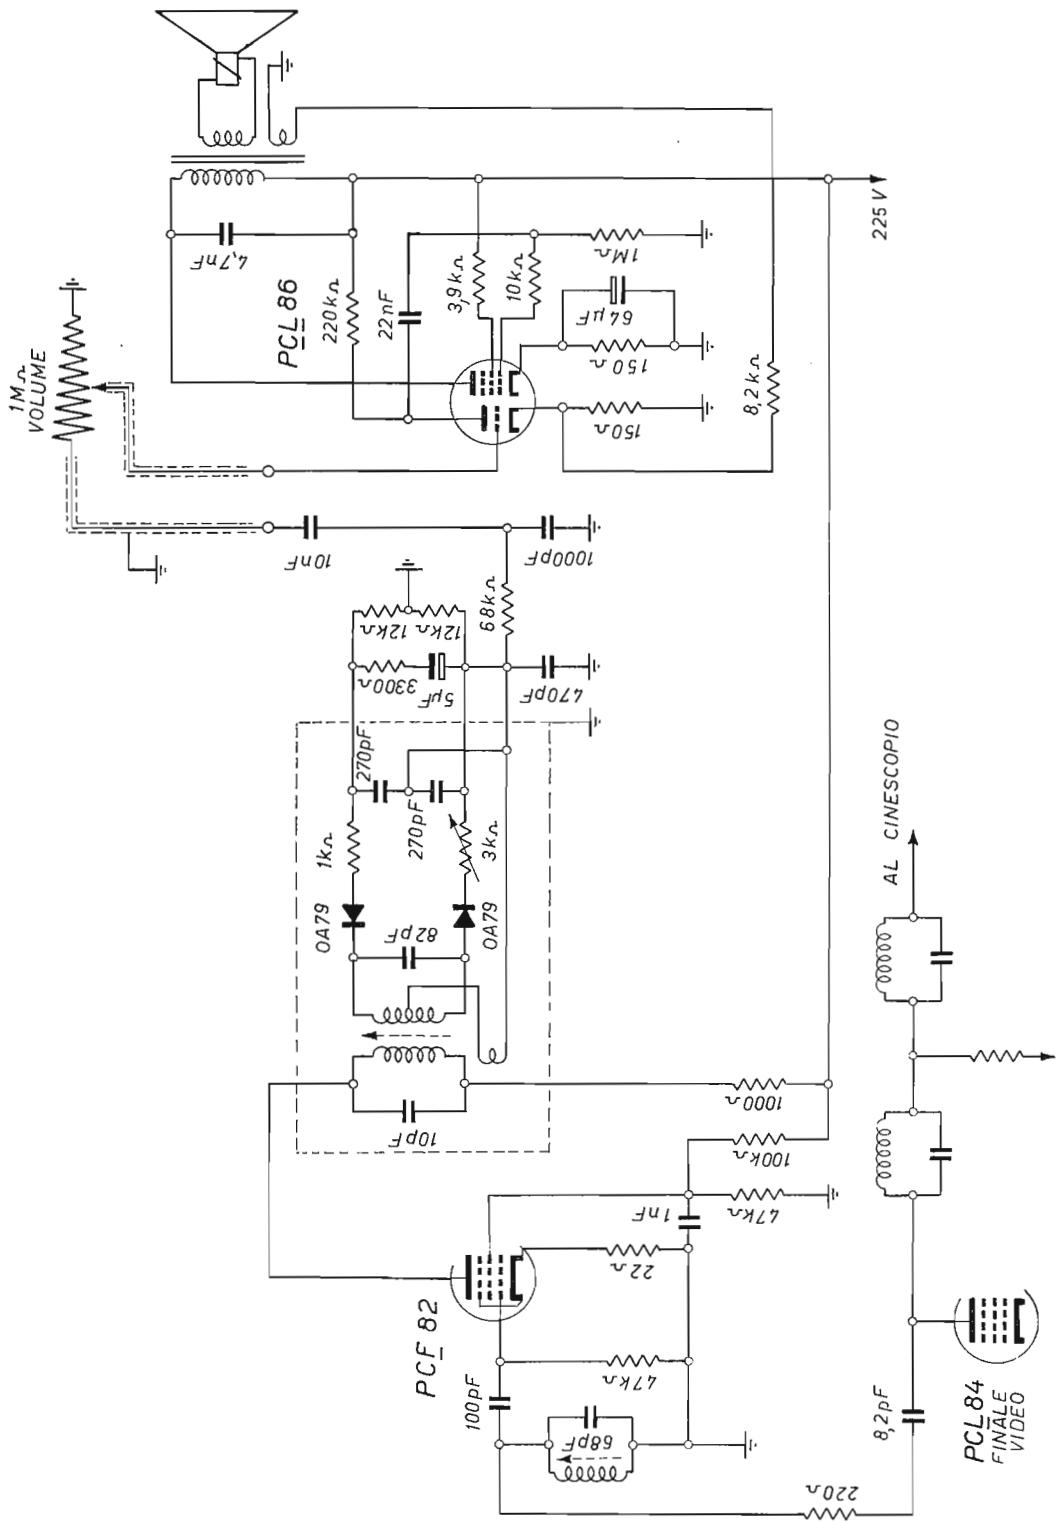 1MΩ
VOLUME
4,7nF
PCL86
220kΩ
22nF
3,9kΩ
10kΩ
1MΩ
64µF
150Ω
150Ω
8,2kΩ
225V
10nF
1000pF
68kΩ
12kΩ
12kΩ
3300Ω
5µF
470pF
270pF
270pF
1kΩ
3kΩ
OA79
OA79
82pF
10pF
1000Ω
100kΩ
47kΩ
1nF
22Ω
PCF82
47kΩ
100pF
68pF
220Ω
8,2pF
AL CINESCOPIO
PCL84
FINALE
VIDEO